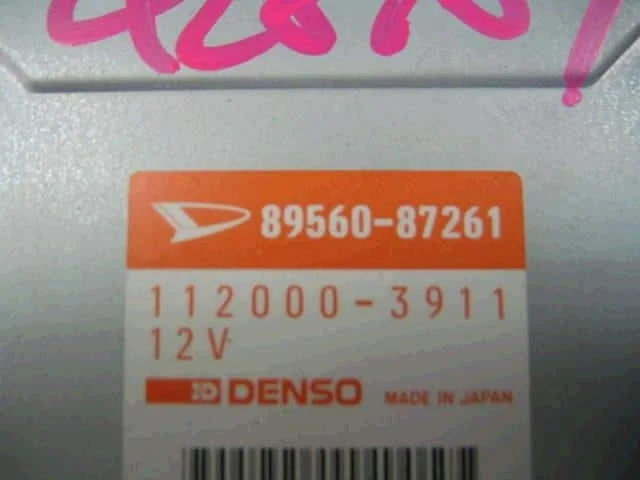 89560-87261
112000-3911
12V
DENSO MADE IN JAPAN